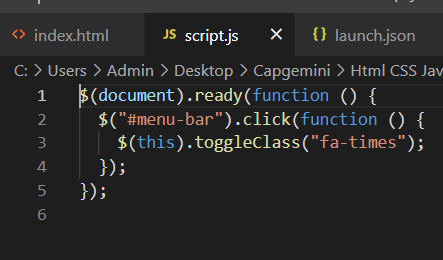 index.html JS script.js {} launch.json
C: > Users > Admin > Desktop > Capgemini > Html CSS Jav
1 $(document).ready(function () {
2 $("#menu-bar").click(function () {
3 $(this).toggleClass("fa-times");
4 });
5 });
6